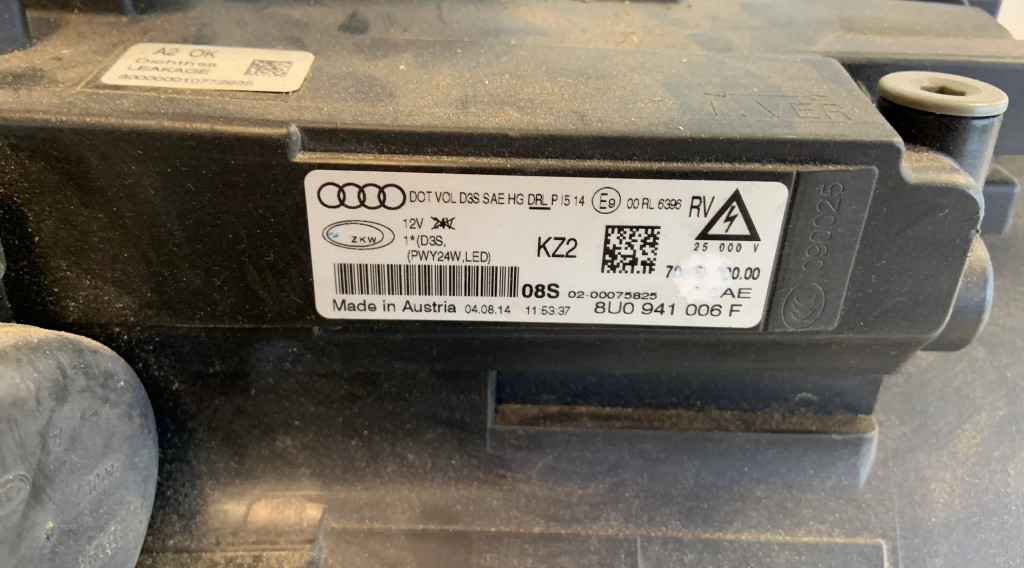 A2 OK
Dichtheit
LEAKAGE
T.VER
DOT VOL D3S SAE HG DRL P I5 14 E9 00 RL 6396 RV
12V 24V
ZKW
1*(D3S,
(PWY24W,LED)
KZ2
25 000 V
08S 02-00075825
Made in Austria 04.08.14 11:53:37 8U0 941 006 F
090025